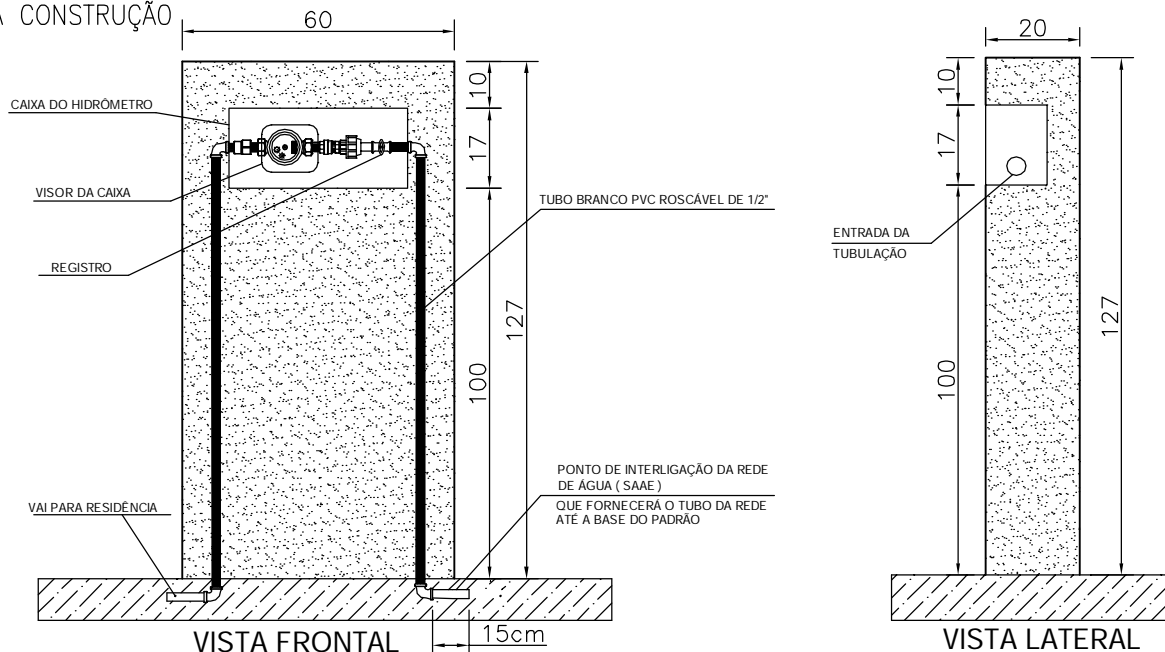 A CONSTRUÇÃO
60
CAIXA DO HIDRÔMETRO
VISOR DA CAIXA
REGISTRO
VAI PARA RESIDÊNCIA
10
17
100
127
TUBO BRANCO PVC ROSCÁVEL DE 1/2"
PONTO DE INTERLIGAÇÃO DA REDE
DE ÁGUA ( SAAE )
QUE FORNECERÁ O TUBO DA REDE
ATÉ A BASE DO PADRÃO
15cm
VISTA FRONTAL
20
10
17
100
127
ENTRADA DA
TUBULAÇÃO
VISTA LATERAL